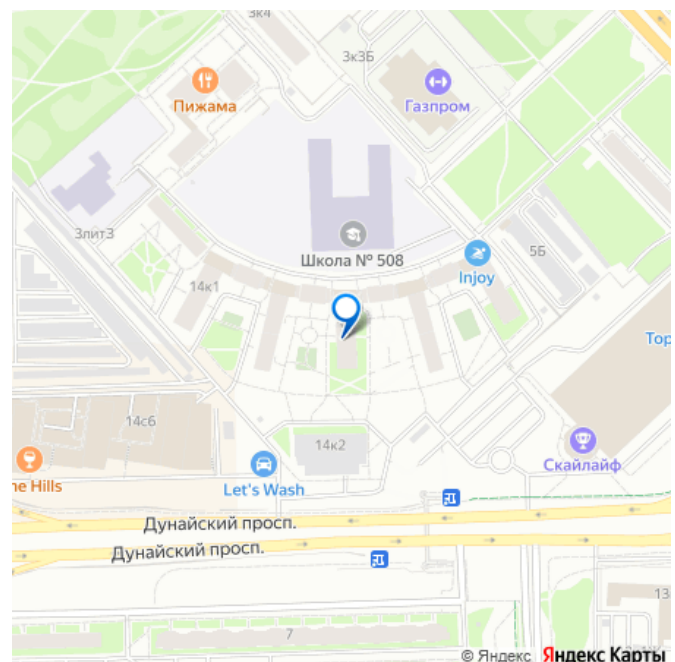 3к4
3к3Б
Пижама
Газпром
3лит3
Школа № 508
5Б
Injoy
14к1
Тор
14с6
14к2
Скайлайф
ne Hills
Let's Wash
Дунайский просп.
Дунайский просп.
13
7
© Яндекс Яндекс Карты